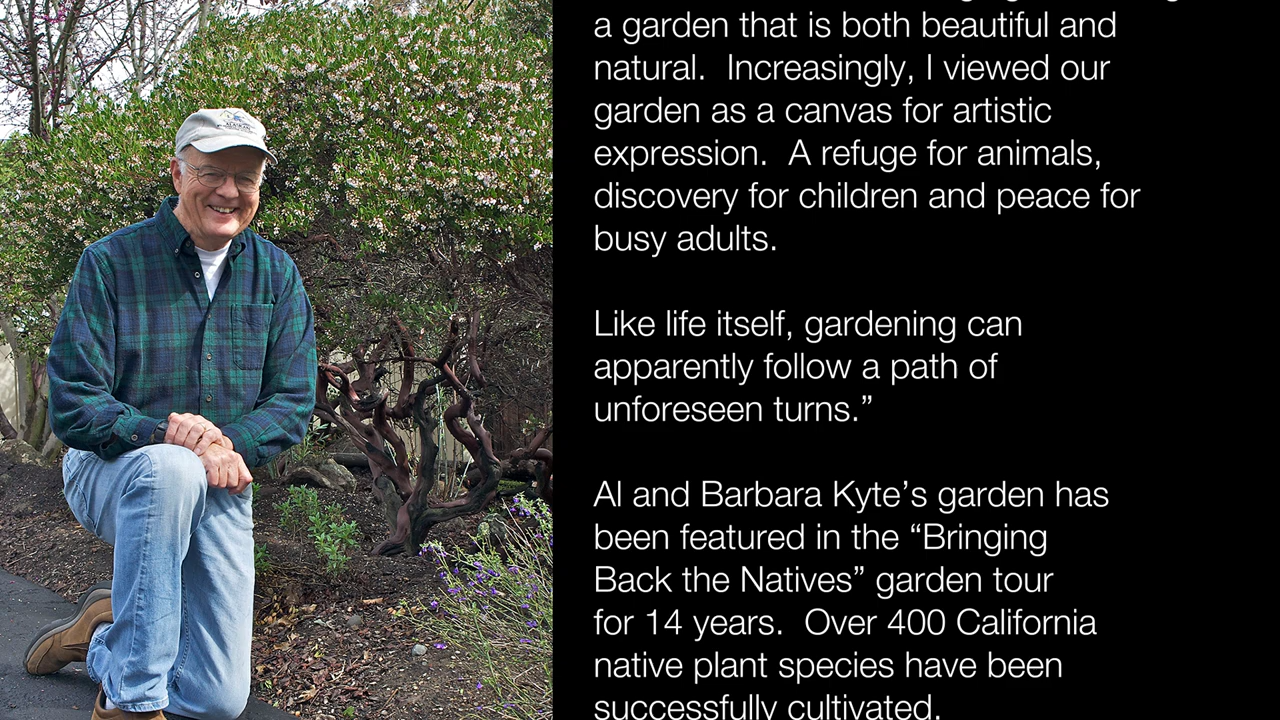 a garden that is both beautiful and
natural.  Increasingly, I viewed our
garden as a canvas for artistic
expression.  A refuge for animals,
discovery for children and peace for
busy adults.
Like life itself, gardening can
apparently follow a path of
unforeseen turns.”
Al and Barbara Kyte’s garden has
been featured in the “Bringing
Back the Natives” garden tour
for 14 years.  Over 400 California
native plant species have been
successfully cultivated.